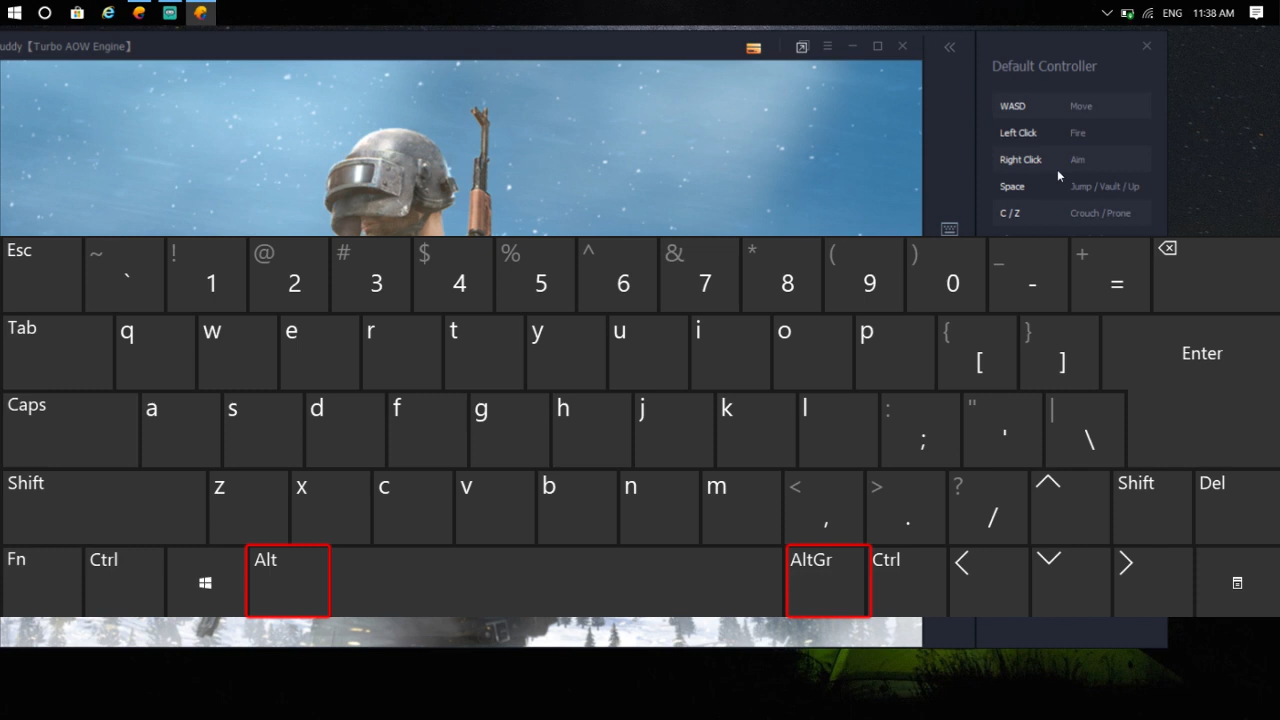 ENG 11:38 AM
uddy【Turbo AOW Engine】
Default Controller
WASD Move
Left Click Fire
Right Click Aim
Space Jump / Vault / Up
C / Z Crouch / Prone
Esc ~ ` ! 1 @ 2 # 3 $ 4 % 5 ^ 6 & 7 * 8 ( 9 ) 0 _ - + =
Tab q w e r t y u i o p { [ } ] Enter
Caps a s d f g h j k l : ; " ' | \
Shift z x c v b n m < , > . ? / Shift Del
Fn Ctrl Alt AltGr Ctrl